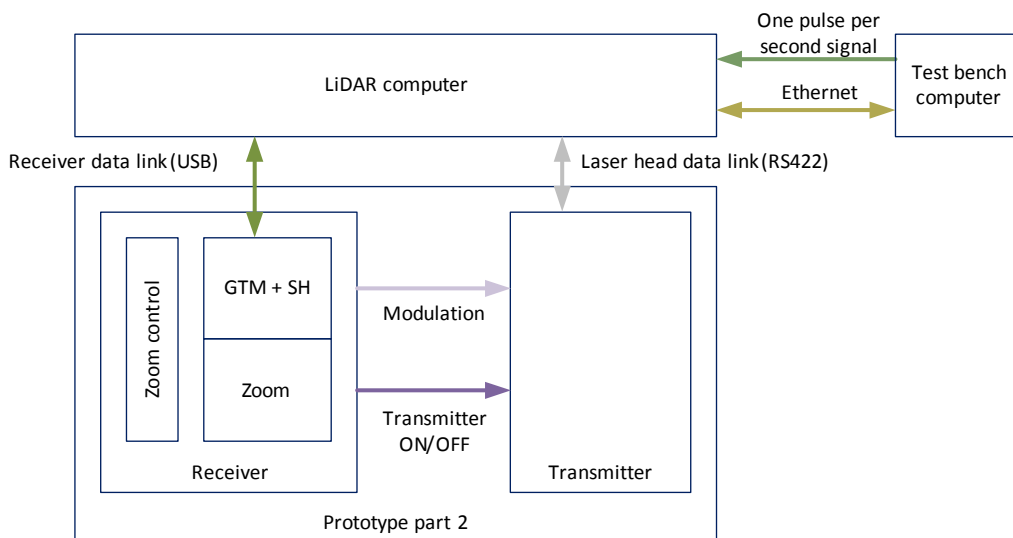 One pulse per
second signal
LiDAR computer
Test bench
computer
Ethernet
Receiver data link (USB)
Laser head data link (RS422)
Zoom control
GTM + SH
Modulation
Zoom
Transmitter
ON/OFF
Receiver
Transmitter
Prototype part 2